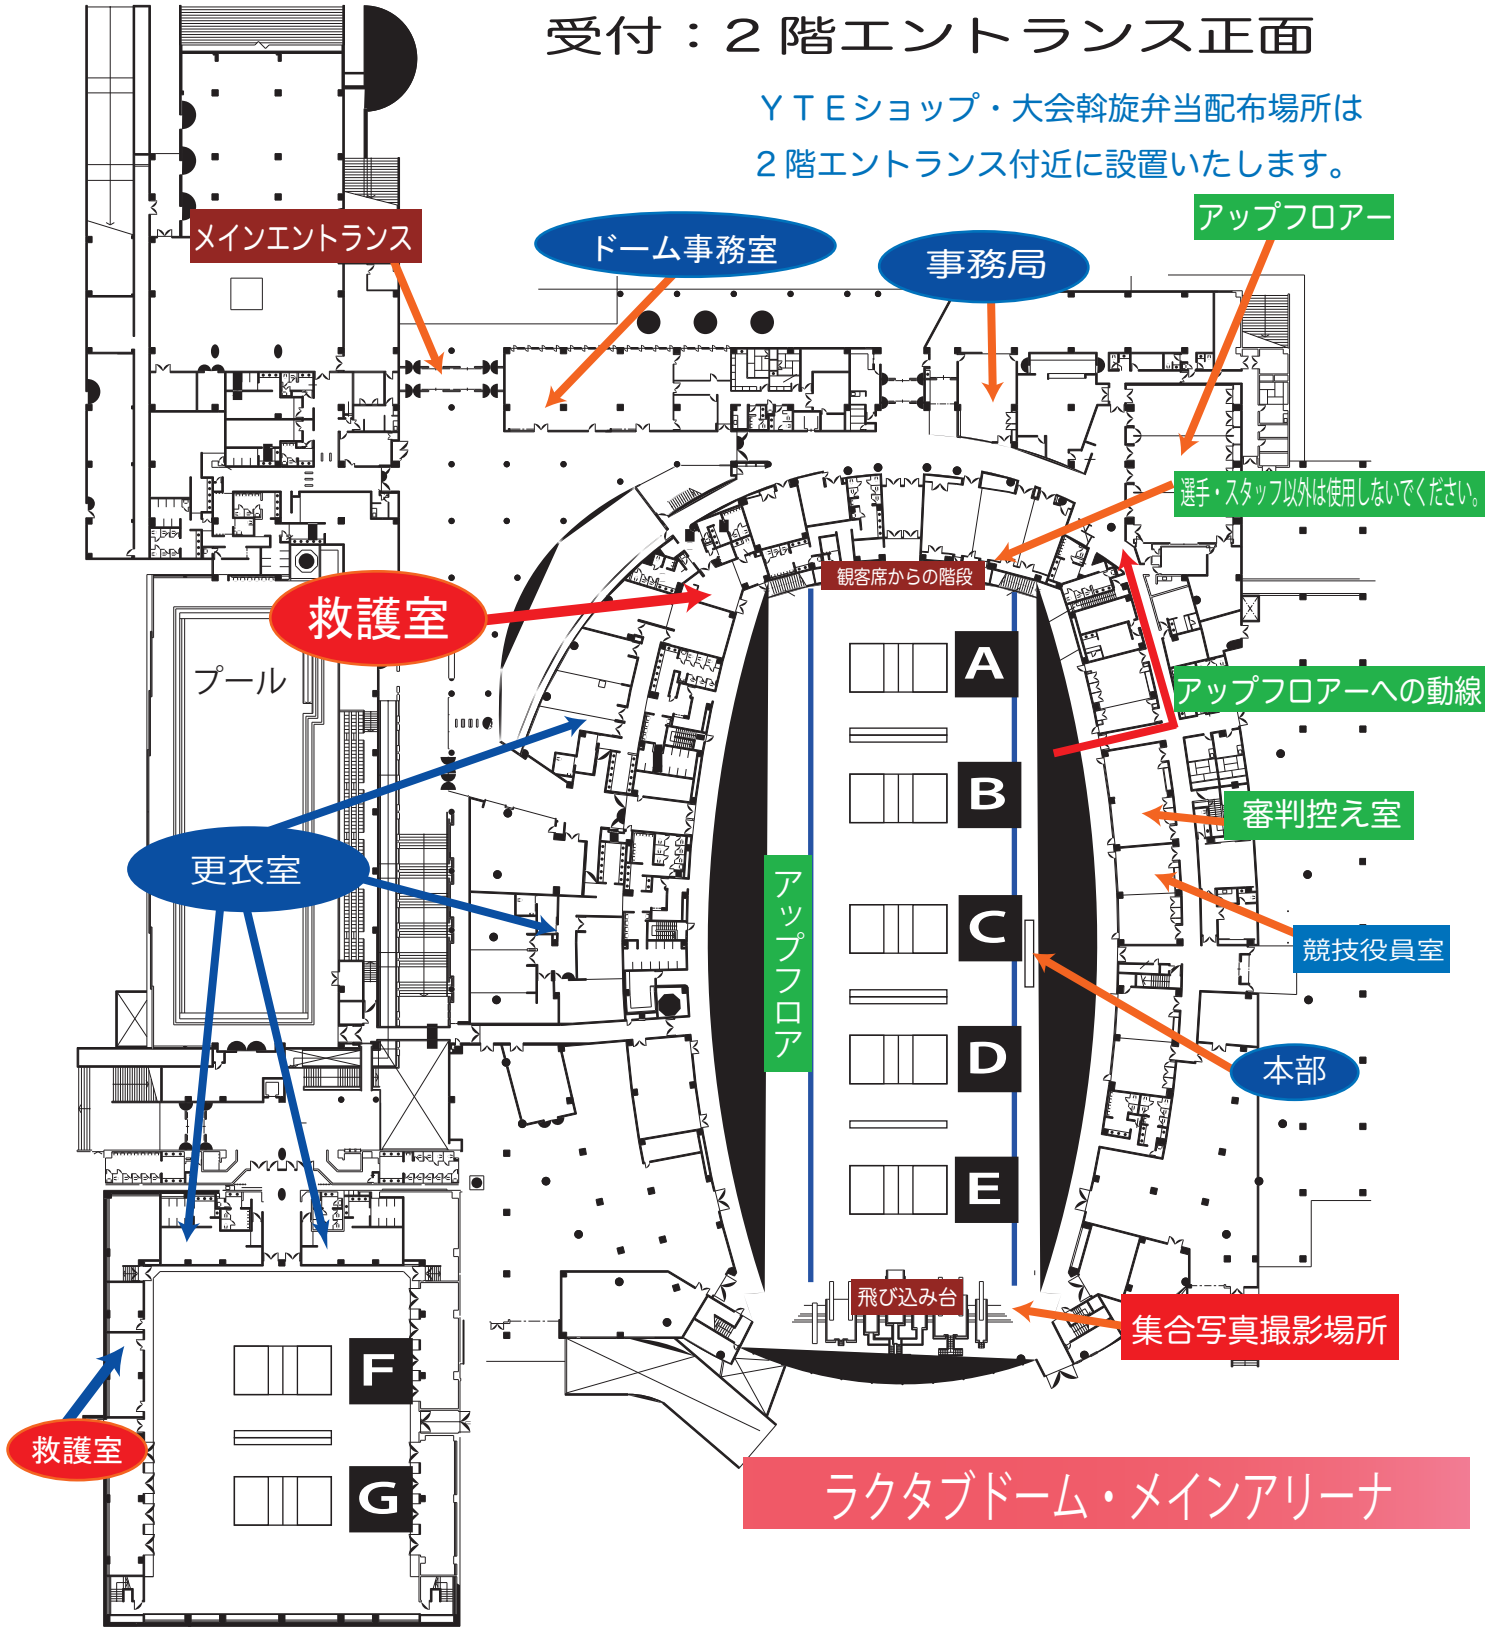 受付：２階エントランス正面
ＹＴＥショップ・大会斡旋弁当配布場所は
２階エントランス付近に設置いたします。
メインエントランス
ドーム事務室
事務局
アップフロアー
選手・スタッフ以外は使用しないでください。
観客席からの階段
救護室
プール
A
アップフロアーへの動線
B
審判控え室
更衣室
アップフロア
C
競技役員室
D
本部
E
飛び込み台
集合写真撮影場所
F
救護室
G
ラクタブドーム・メインアリーナ